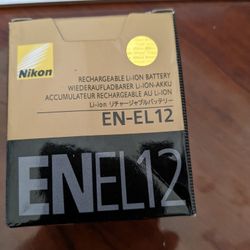 Nikon
RECHARGEABLE LI-ION BATTERY
WIEDERAUFLADBARER LI-ION-AKKU
ACCUMULATEUR RECHARGEABLE AU LI-ION
Li-ion リチャージャブルバッテリー
EN-EL12
ENEL12